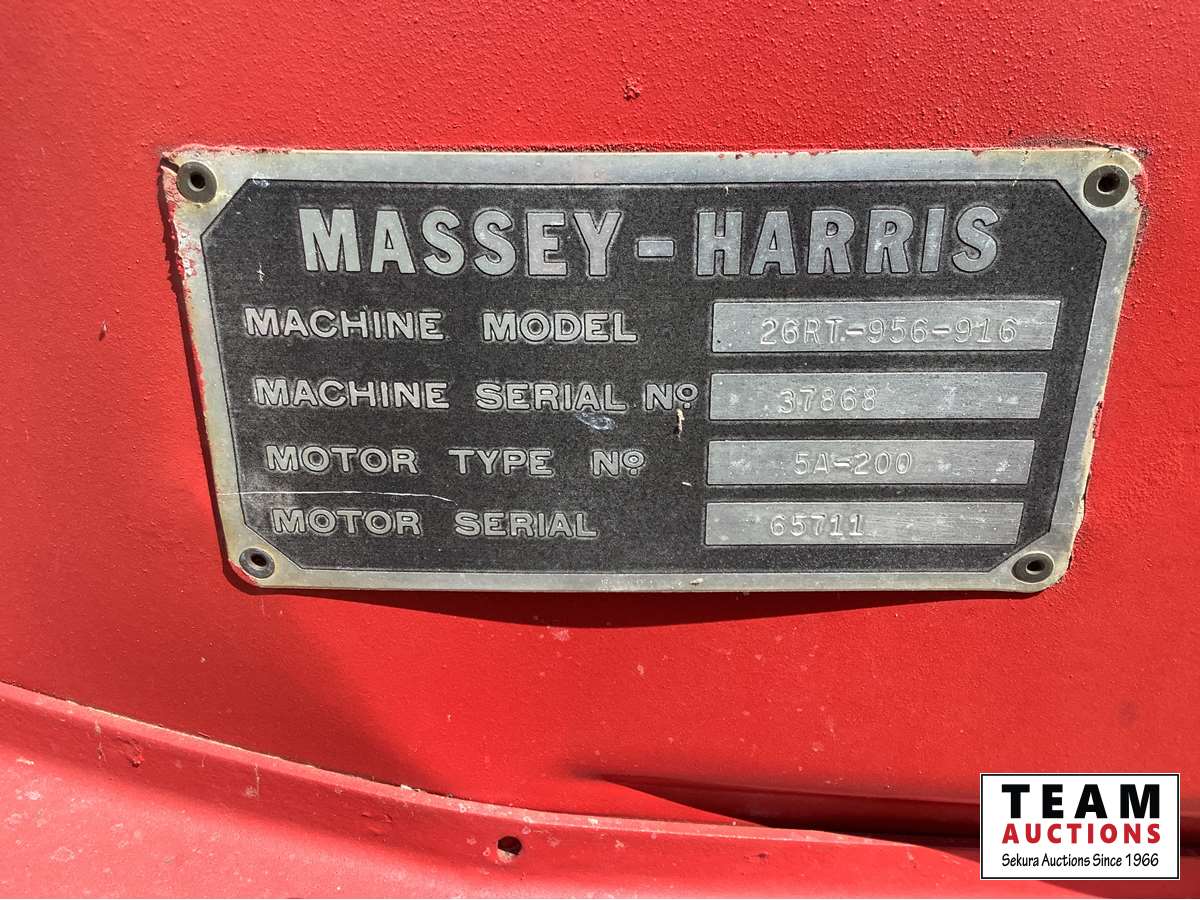 MASSEY-HARRIS
MACHINE MODEL 26RT.-956-916
MACHINE SERIAL No 37868
MOTOR TYPE No 5A-200
MOTOR SERIAL 65711
TEAM
AUCTIONS
Sekura Auctions Since 1966